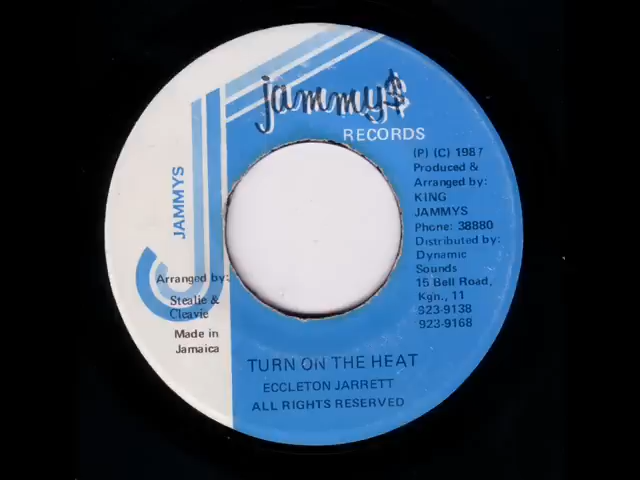 jammy$
RECORDS
(P) (C) 1987
Produced &
Arranged by:
KING
JAMMYS
Phone: 38880
Distributed by:
Dynamic
Sounds
15 Bell Road,
Kgn., 11
923-9138
923-9168
JAMMYS
Arranged by:
Stealie &
Cleavie
Made in
Jamaica
TURN ON THE HEAT
ECCLETON JARRETT
ALL RIGHTS RESERVED